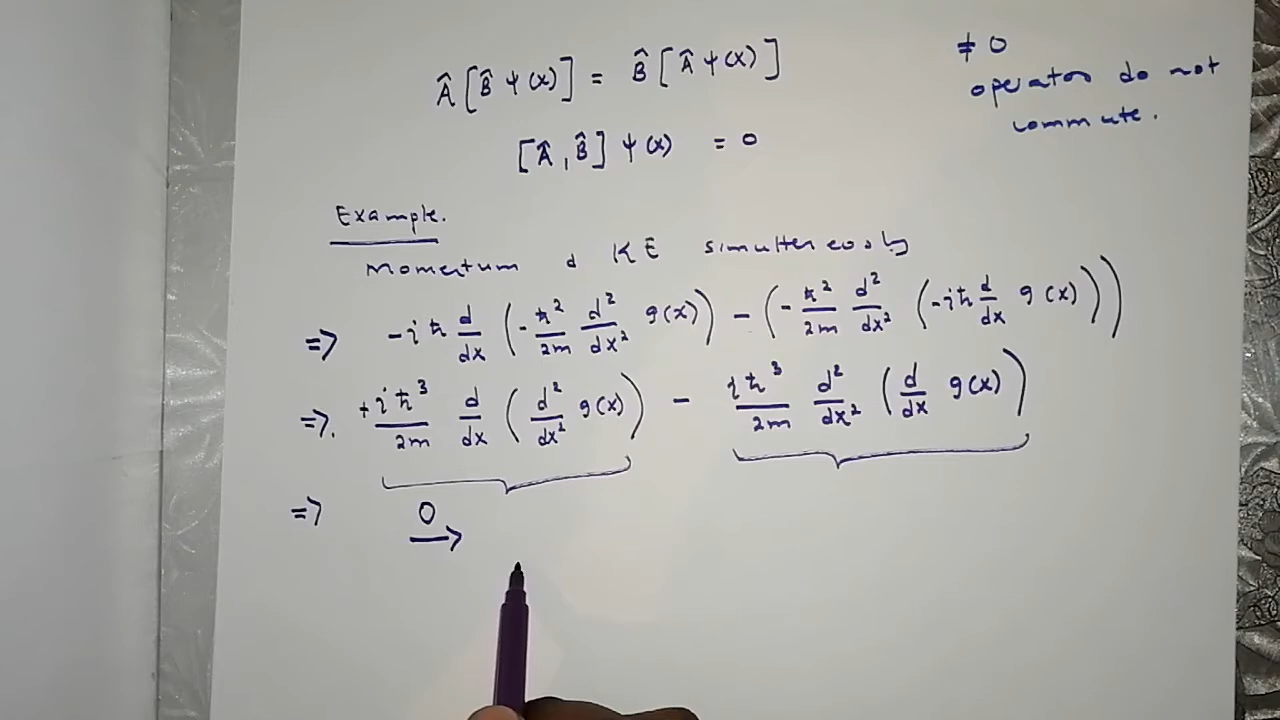 Â[B̂ ψ(x)] = B̂[Â ψ(x)]
≠ 0
operators do not
commute.
[Â, B̂] ψ(x) = 0
Example.
Momentum & KE simultaneously
=> -iħ d/dx (-ħ²/2m d²/dx² g(x)) - (-ħ²/2m d²/dx² (-iħ d/dx g(x)))
=>. +iħ³/2m d/dx (d²/dx² g(x)) - iħ³/2m d²/dx² (d/dx g(x))
=> 0 →